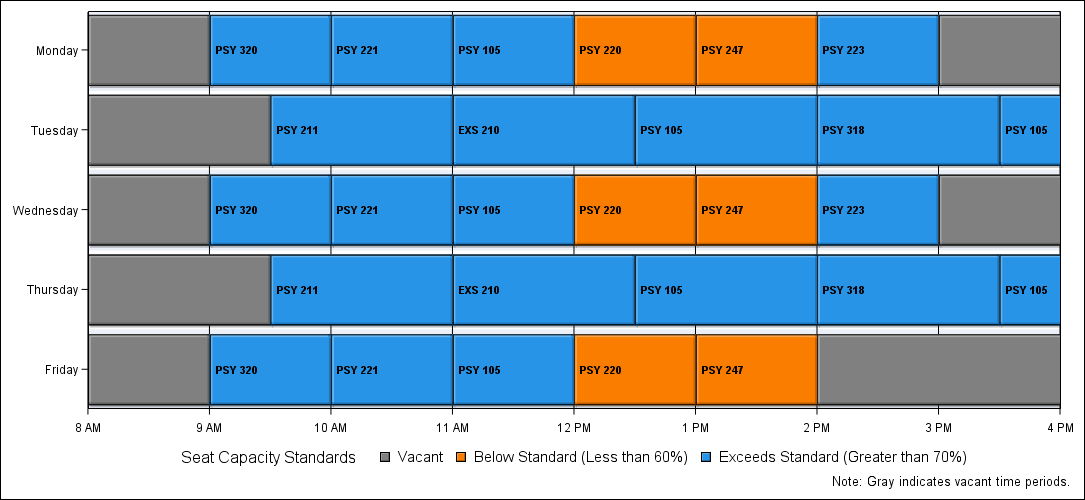 Monday PSY 320 PSY 221 PSY 105 PSY 220 PSY 247 PSY 223
Tuesday PSY 211 EXS 210 PSY 105 PSY 318 PSY 105
Wednesday PSY 320 PSY 221 PSY 105 PSY 220 PSY 247 PSY 223
Thursday PSY 211 EXS 210 PSY 105 PSY 318 PSY 105
Friday PSY 320 PSY 221 PSY 105 PSY 220 PSY 247
8 AM 9 AM 10 AM 11 AM 12 PM 1 PM 2 PM 3 PM 4 PM
Seat Capacity Standards Vacant Below Standard (Less than 60%) Exceeds Standard (Greater than 70%)
Note: Gray indicates vacant time periods.